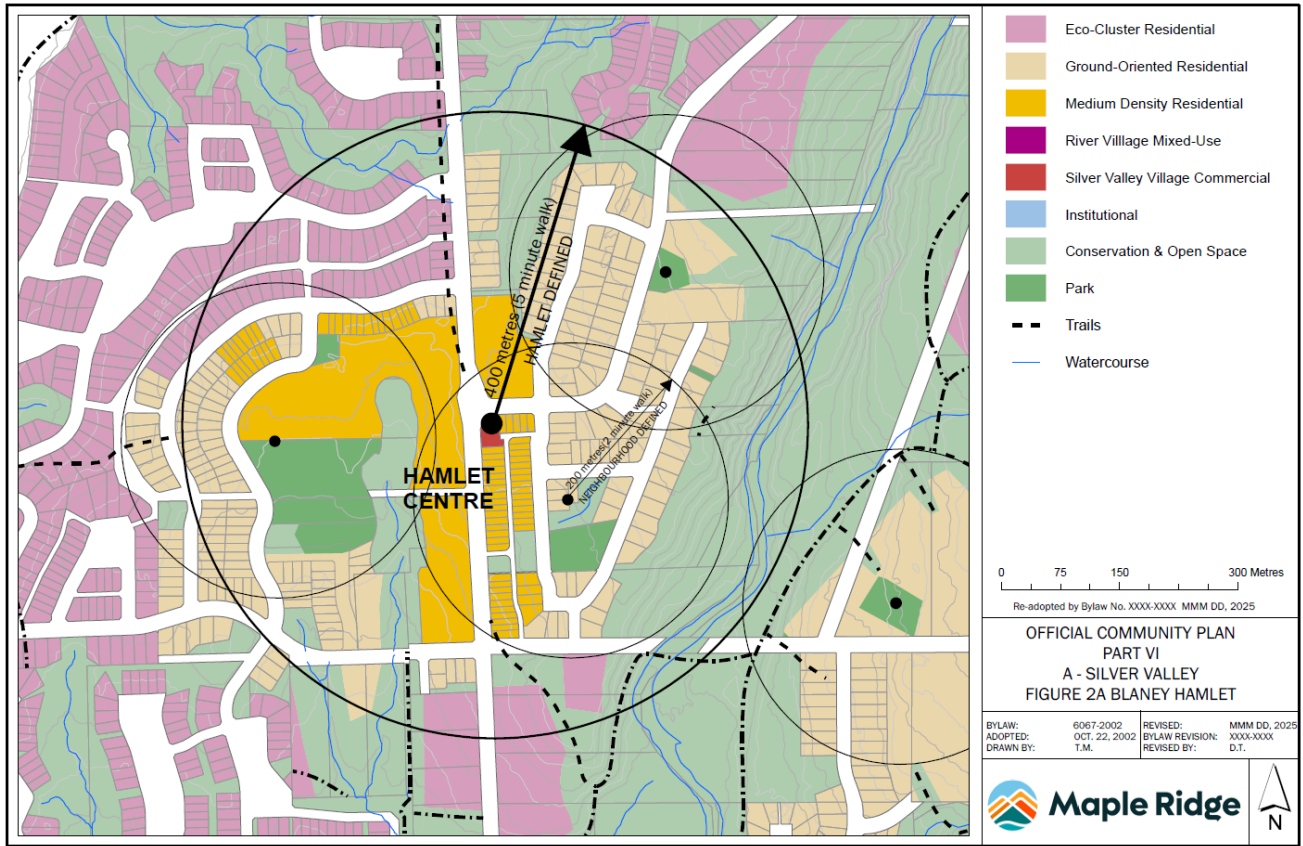 400 metres (5 minute walk)
HAMLET DEFINED
200 metres(2 minute walk)
NEIGHBOURHOOD DEFINED
HAMLET
CENTRE
Eco-Cluster Residential
Ground-Oriented Residential
Medium Density Residential
River Villlage Mixed-Use
Silver Valley Village Commercial
Institutional
Conservation & Open Space
Park
Trails
Watercourse
0 75 150 300 Metres
Re-adopted by Bylaw No. XXXX-XXXX MMM DD, 2025
OFFICIAL COMMUNITY PLAN
PART VI
A - SILVER VALLEY
FIGURE 2A BLANEY HAMLET
BYLAW: 6067-2002 REVISED: MMM DD, 2025
ADOPTED: OCT. 22, 2002 BYLAW REVISION: XXXX-XXXX
DRAWN BY: T.M. REVISED BY: D.T.
Maple Ridge
N